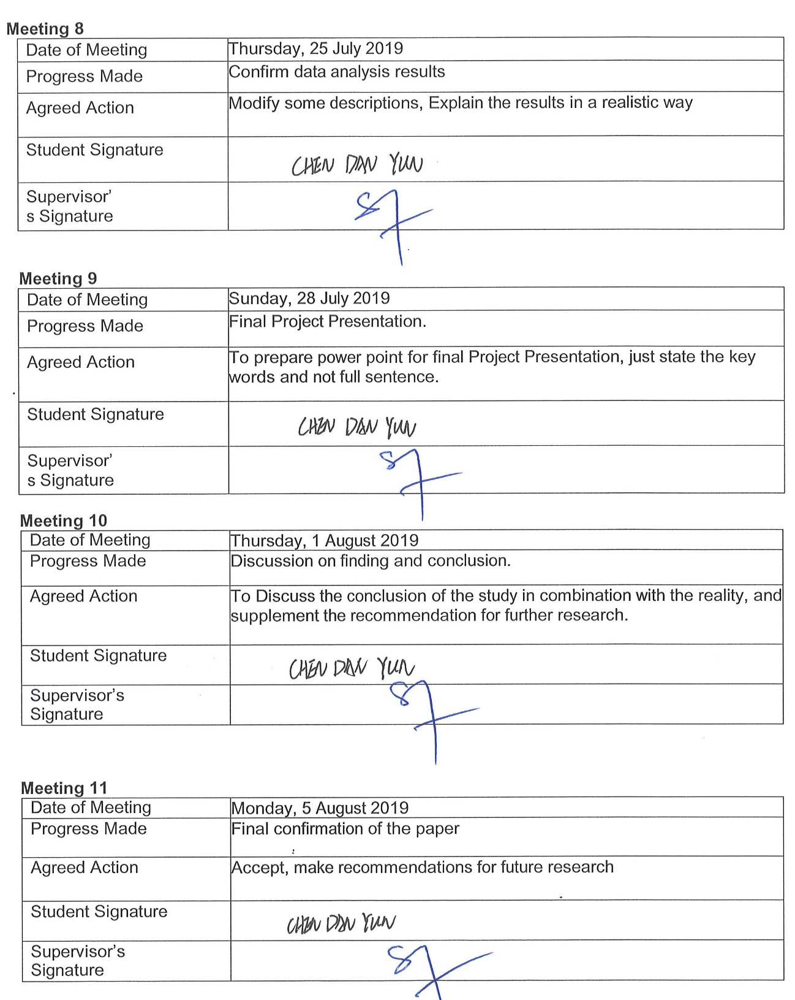 Meeting 8
Date of Meeting Thursday, 25 July 2019
Progress Made Confirm data analysis results
Agreed Action Modify some descriptions, Explain the results in a realistic way
Student Signature CHEN DAN YUN
Supervisor'
s Signature
Meeting 9
Date of Meeting Sunday, 28 July 2019
Progress Made Final Project Presentation.
Agreed Action To prepare power point for final Project Presentation, just state the key
words and not full sentence.
Student Signature CHEN DAN YUN
Supervisor'
s Signature
Meeting 10
Date of Meeting Thursday, 1 August 2019
Progress Made Discussion on finding and conclusion.
Agreed Action To Discuss the conclusion of the study in combination with the reality, and
supplement the recommendation for further research.
Student Signature CHEN DAN YUN
Supervisor's
Signature
Meeting 11
Date of Meeting Monday, 5 August 2019
Progress Made Final confirmation of the paper
Agreed Action Accept, make recommendations for future research
Student Signature CHEN DAN YUN
Supervisor's
Signature